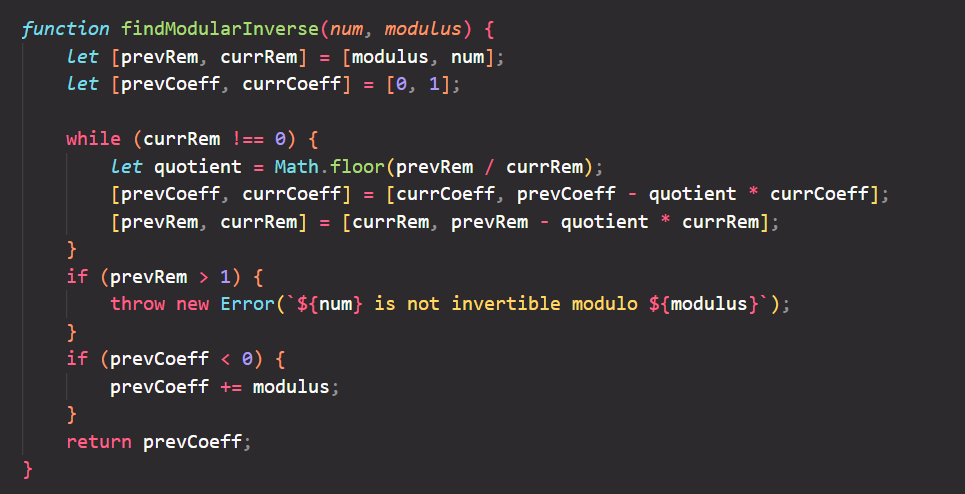 function findModularInverse(num, modulus) {
    let [prevRem, currRem] = [modulus, num];
    let [prevCoeff, currCoeff] = [0, 1];

    while (currRem !== 0) {
        let quotient = Math.floor(prevRem / currRem);
        [prevCoeff, currCoeff] = [currCoeff, prevCoeff - quotient * currCoeff];
        [prevRem, currRem] = [currRem, prevRem - quotient * currRem];
    }
    if (prevRem > 1) {
        throw new Error(`${num} is not invertible modulo ${modulus}`);
    }
    if (prevCoeff < 0) {
        prevCoeff += modulus;
    }
    return prevCoeff;
}